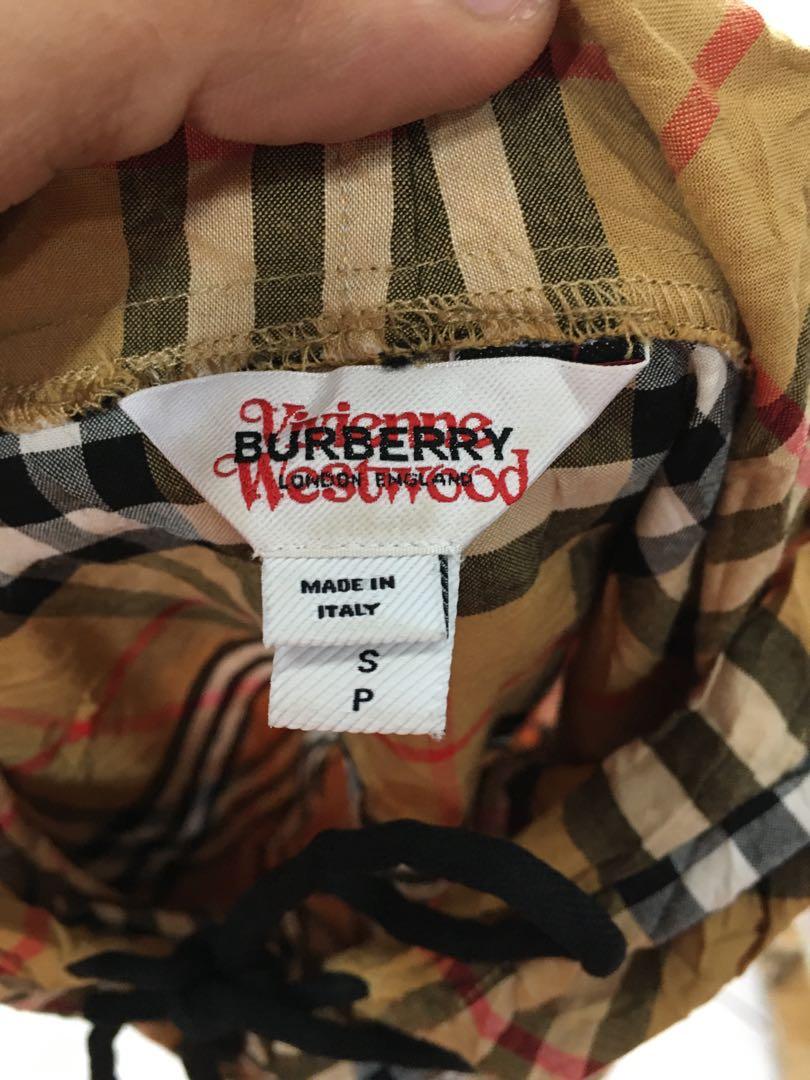 Vivienne
BURBERRY
Westwood
LONDON ENGLAND
MADE IN
ITALY
S
P